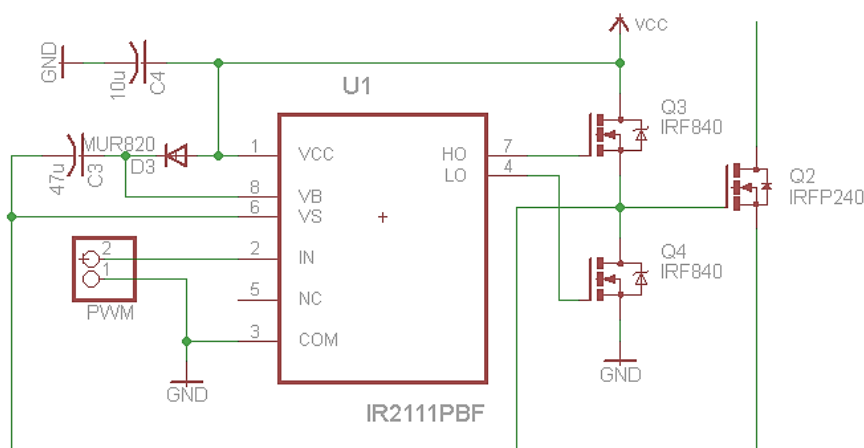 VCC
GND
10u
C4
U1
Q3
IRF840
MUR820
D3
47u
C3
1
VCC
HO
7
LO
4
8
VB
6
VS
Q2
IRFP240
2
1
PWM
2
IN
Q4
IRF840
5
NC
3
COM
GND
GND
IR2111PBF